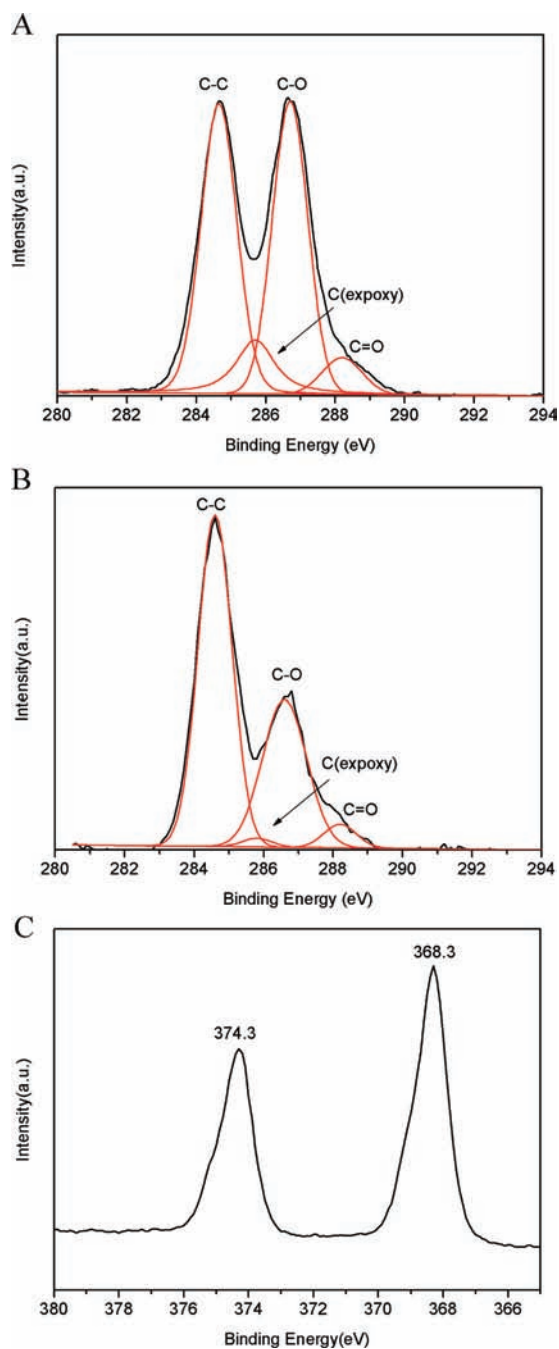 A
C-C
C-O
C(expoxy)
C=O
Intensity(a.u.)
280 282 284 286 288 290 292 294
Binding Energy (eV)
B
C-C
C-O
C(expoxy)
C=O
Intensity(a.u.)
280 282 284 286 288 290 292 294
Binding Energy (eV)
C
368.3
374.3
Intensity(a.u.)
380 378 376 374 372 370 368 366
Binding Energy(eV)